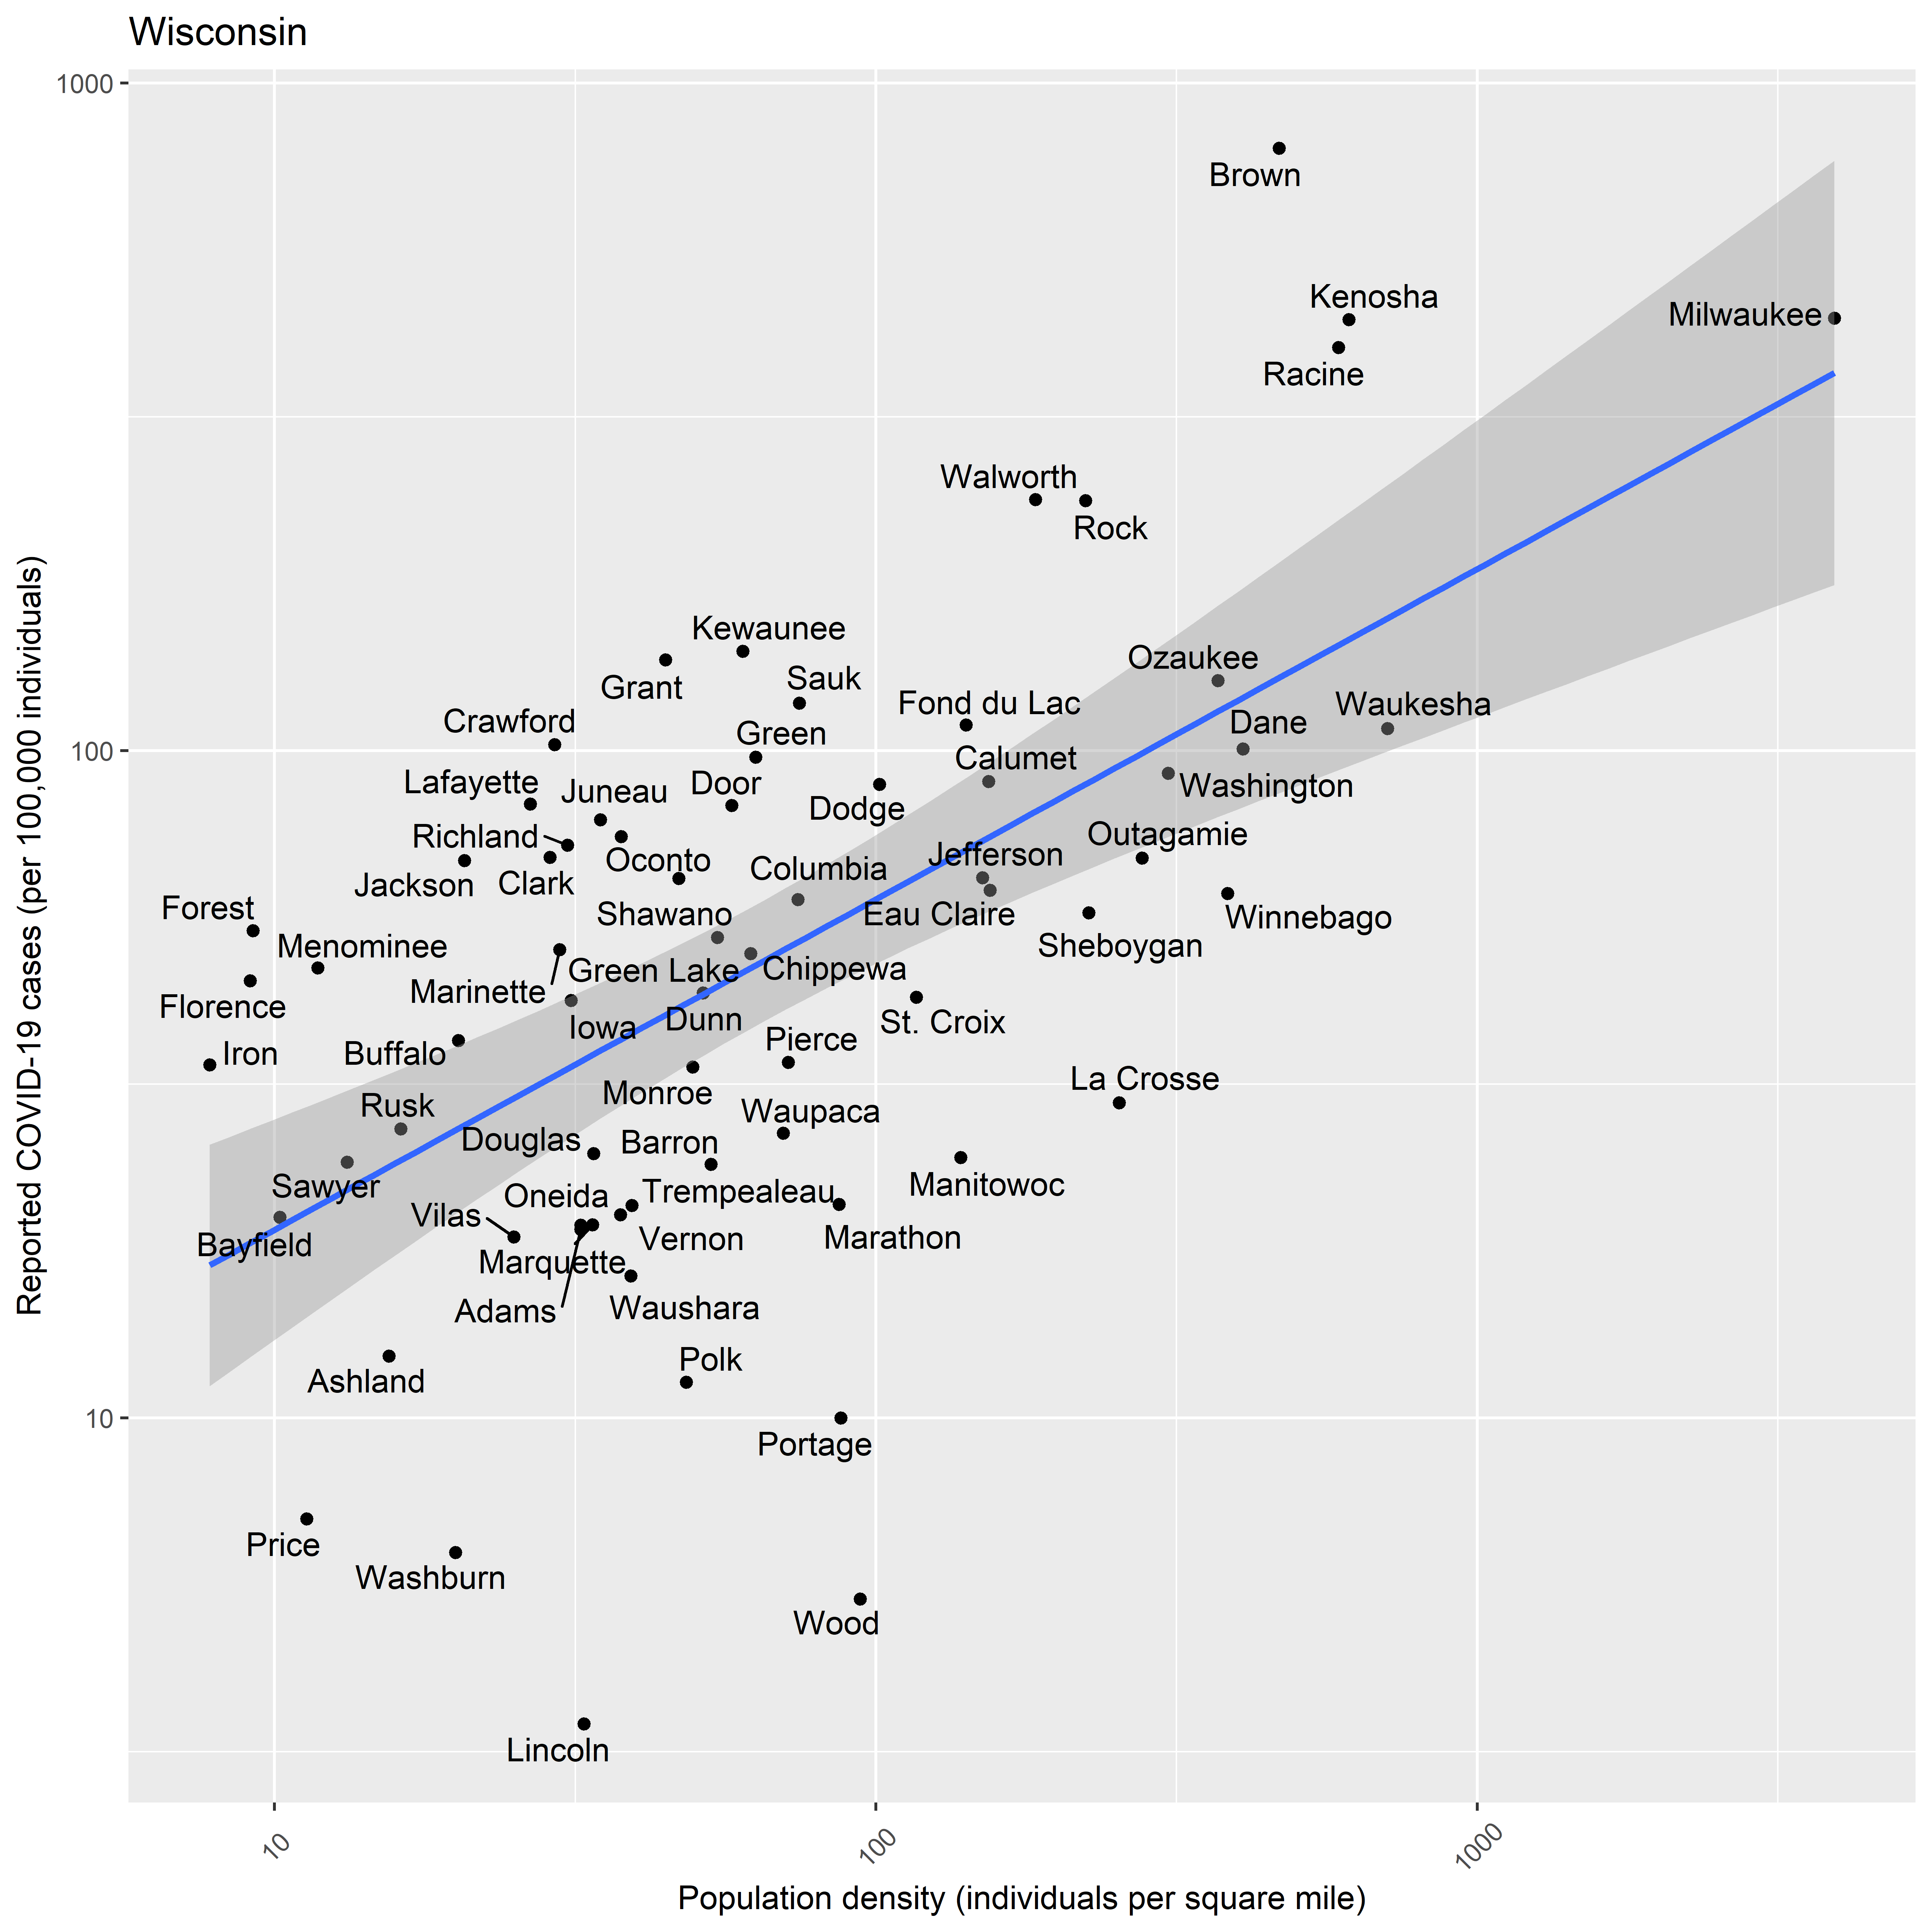 Wisconsin
1000
Brown
Kenosha
Milwaukee
Racine
Walworth
Rock
Kewaunee
Ozaukee
Sauk
Grant
Fond du Lac
Waukesha
Crawford
Dane
Green
Calumet
100
Lafayette
Door
Washington
Juneau
Dodge
Richland
Outagamie
Jefferson
Oconto
Columbia
Clark
Jackson
Forest
Shawano
Eau Claire
Winnebago
Menominee
Sheboygan
Green Lake
Chippewa
Marinette
Florence
Dunn
St. Croix
Iowa
Pierce
Iron
Buffalo
La Crosse
Monroe
Rusk
Waupaca
Douglas
Barron
Manitowoc
Sawyer
Trempealeau
Oneida
Vilas
Marathon
Vernon
Bayfield
Marquette
Waushara
Adams
Polk
Ashland
10
Portage
Price
Washburn
Wood
Lincoln
10
100
1000
Population density (individuals per square mile)
Reported COVID-19 cases (per 100,000 individuals)